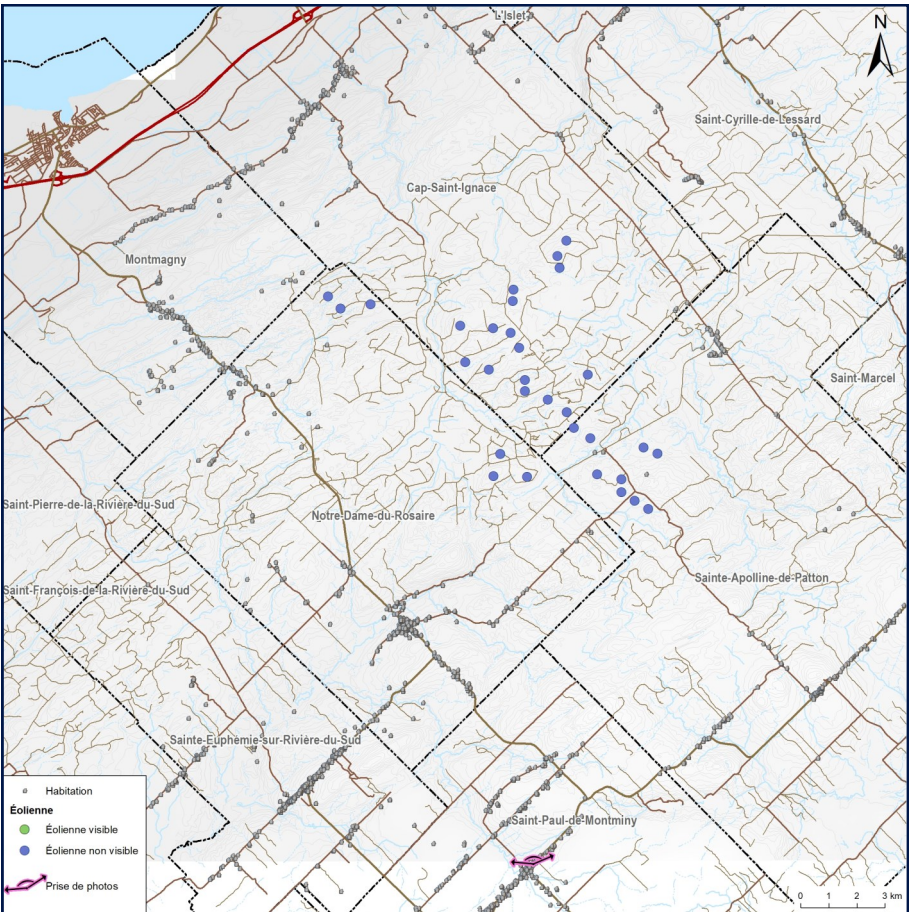 L'Islet
N
Saint-Cyrille-de-Lessard
Cap-Saint-Ignace
Montmagny
Saint-Marcel
Saint-Pierre-de-la-Rivière-du-Sud
Notre-Dame-du-Rosaire
Saint-François-de-la-Rivière-du-Sud
Sainte-Apolline-de-Patton
Sainte-Euphémie-sur-Rivière-du-Sud
Saint-Paul-de-Montminy
Habitation
Éolienne
Éolienne visible
Éolienne non visible
Prise de photos
0 1 2 3 km